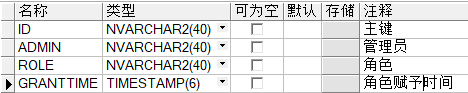 名称 类型 可为空 默认 存储 注释
ID NVARCHAR2(40) 主键
ADMIN NVARCHAR2(40) 管理员
ROLE NVARCHAR2(40) 角色
GRANTTIME TIMESTAMP(6) 角色赋予时间